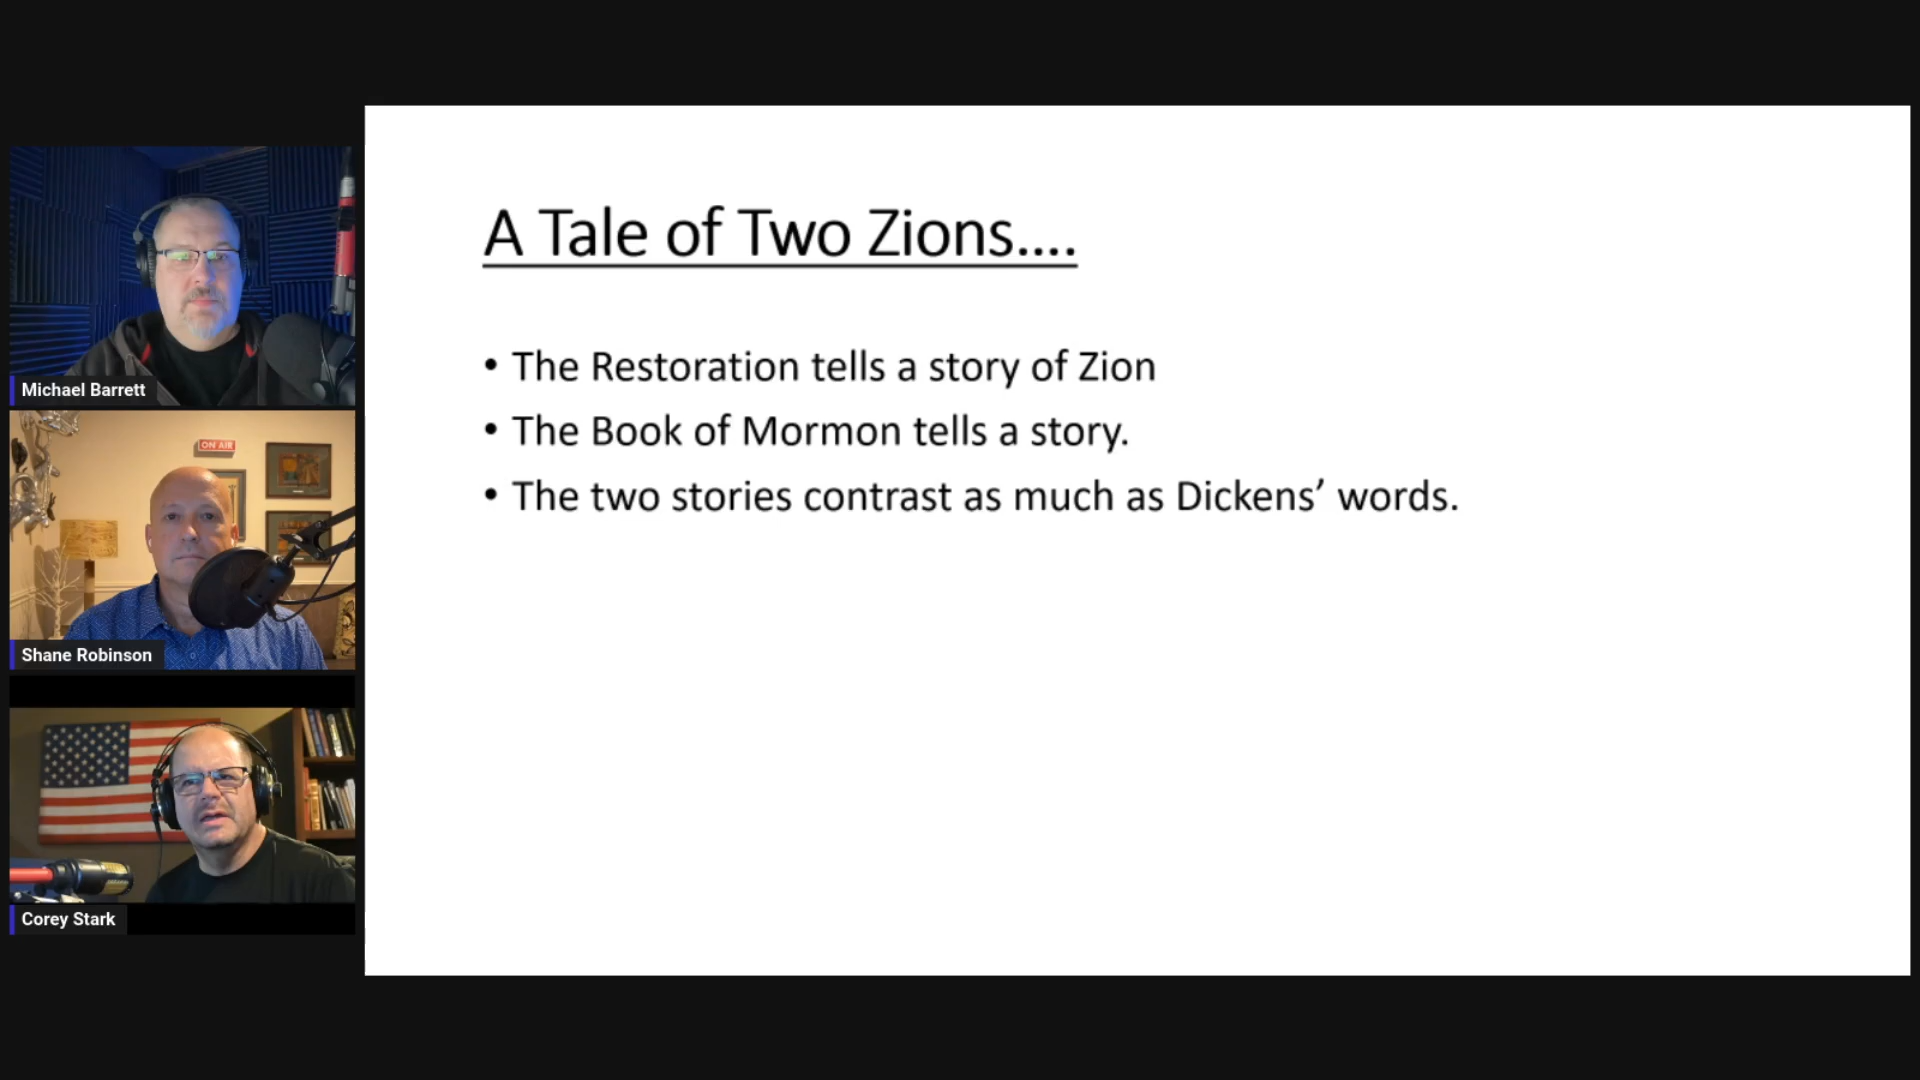 A Tale of Two Zions....
• The Restoration tells a story of Zion
• The Book of Mormon tells a story.
• The two stories contrast as much as Dickens’ words.
Michael Barrett
ON AIR
Shane Robinson
Corey Stark